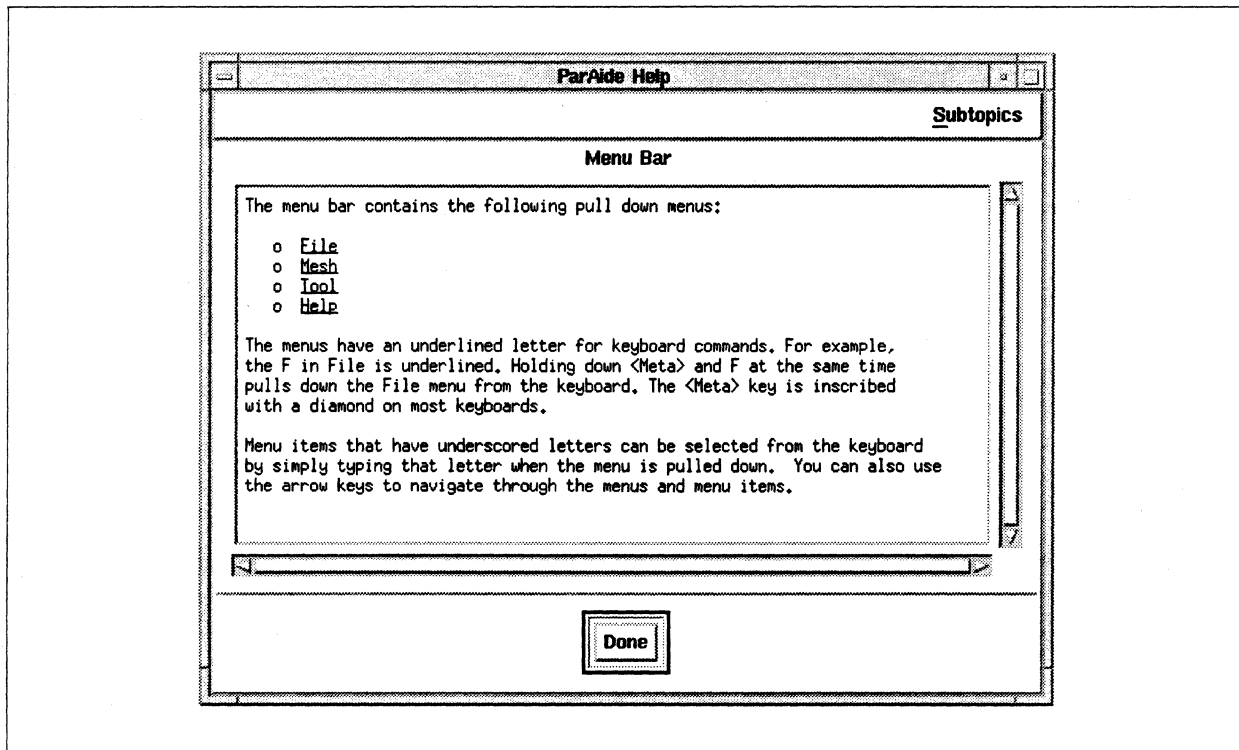 ParAide Help
Subtopics
Menu Bar
The menu bar contains the following pull down menus:
o File
o Mesh
o Tool
o Help
The menus have an underlined letter for keyboard commands. For example,
the F in File is underlined. Holding down <Meta> and F at the same time
pulls down the File menu from the keyboard. The <Meta> key is inscribed
with a diamond on most keyboards.
Menu items that have underscored letters can be selected from the keyboard
by simply typing that letter when the menu is pulled down.  You can also use
the arrow keys to navigate through the menus and menu items.
Done